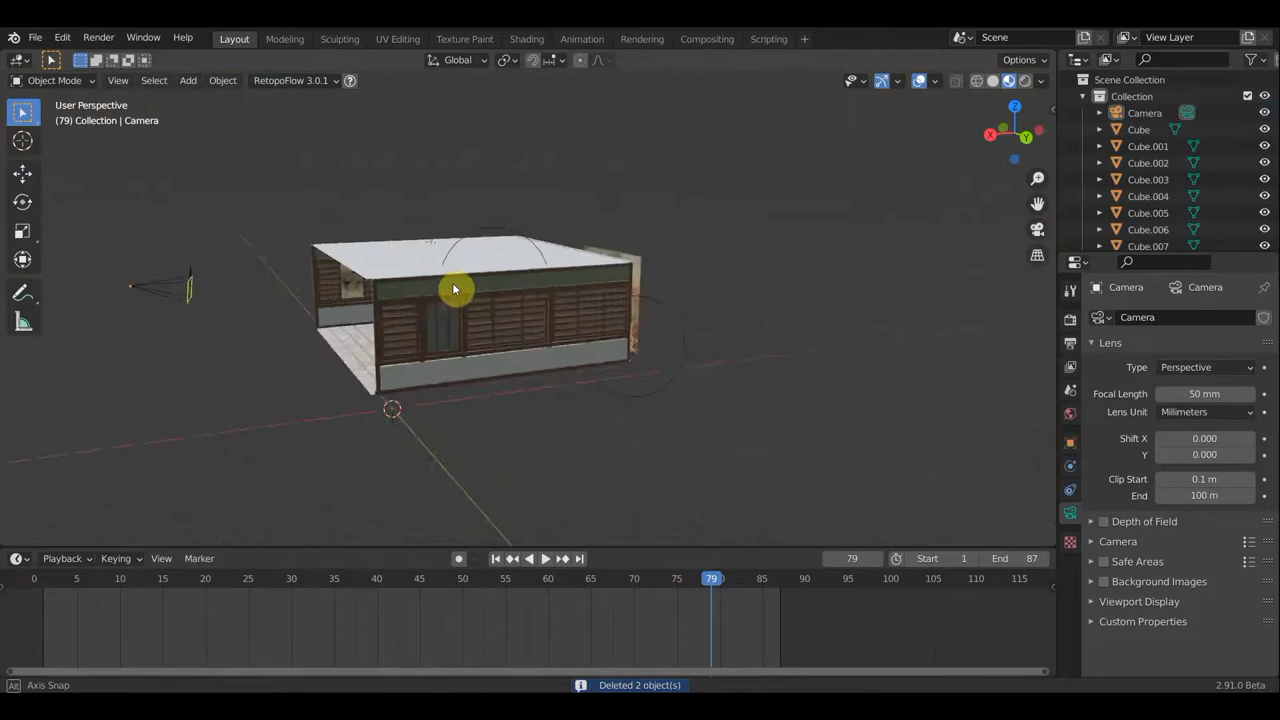 File Edit Render Window Help Layout Modeling Sculpting UV Editing Texture Paint Shading Animation Rendering Compositing Scripting + Scene View Layer
Global Options
Object Mode View Select Add Object RetopoFlow 3.0.1 ?
User Perspective
(79) Collection | Camera
Z
X
Y
Scene Collection
Collection
Camera
Cube
Cube.001
Cube.002
Cube.003
Cube.004
Cube.005
Cube.006
Cube.007
Camera Camera
Camera
Lens
Type Perspective
Focal Length 50 mm
Lens Unit Millimeters
Shift X 0.000
Y 0.000
Clip Start 0.1 m
End 100 m
Depth of Field
Camera
Safe Areas
Background Images
Viewport Display
Custom Properties
Playback Keying View Marker 79 Start 1 End 87
0 5 10 15 20 25 30 35 40 45 50 55 60 65 70 75 79 85 90 95 100 105 110 115
Alt Axis Snap Deleted 2 object(s) 2.91.0 Beta